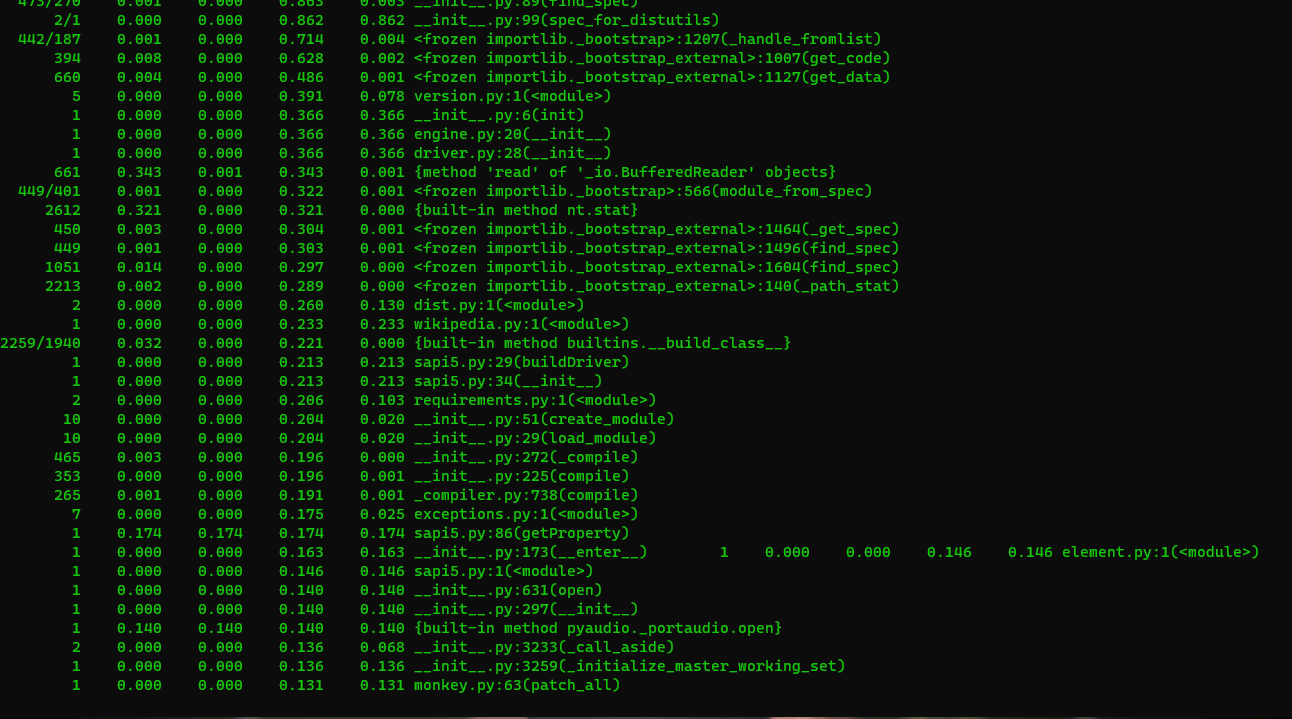 473/270    0.001    0.000    0.863    0.003 __init__.py:89(find_spec)
      2/1    0.000    0.000    0.862    0.862 __init__.py:99(spec_for_distutils)
  442/187    0.001    0.000    0.714    0.004 <frozen importlib._bootstrap>:1207(_handle_fromlist)
      394    0.008    0.000    0.628    0.002 <frozen importlib._bootstrap_external>:1007(get_code)
      660    0.004    0.000    0.486    0.001 <frozen importlib._bootstrap_external>:1127(get_data)
        5    0.000    0.000    0.391    0.078 version.py:1(<module>)
        1    0.000    0.000    0.366    0.366 __init__.py:6(init)
        1    0.000    0.000    0.366    0.366 engine.py:20(__init__)
        1    0.000    0.000    0.366    0.366 driver.py:28(__init__)
      661    0.343    0.001    0.343    0.001 {method 'read' of '_io.BufferedReader' objects}
  449/401    0.001    0.000    0.322    0.001 <frozen importlib._bootstrap>:566(module_from_spec)
     2612    0.321    0.000    0.321    0.000 {built-in method nt.stat}
      450    0.003    0.000    0.304    0.001 <frozen importlib._bootstrap_external>:1464(_get_spec)
      449    0.001    0.000    0.303    0.001 <frozen importlib._bootstrap_external>:1496(find_spec)
     1051    0.014    0.000    0.297    0.000 <frozen importlib._bootstrap_external>:1604(find_spec)
     2213    0.002    0.000    0.289    0.000 <frozen importlib._bootstrap_external>:140(_path_stat)
        2    0.000    0.000    0.260    0.130 dist.py:1(<module>)
        1    0.000    0.000    0.233    0.233 wikipedia.py:1(<module>)
2259/1940    0.032    0.000    0.221    0.000 {built-in method builtins.__build_class__}
        1    0.000    0.000    0.213    0.213 sapi5.py:29(buildDriver)
        1    0.000    0.000    0.213    0.213 sapi5.py:34(__init__)
        2    0.000    0.000    0.206    0.103 requirements.py:1(<module>)
       10    0.000    0.000    0.204    0.020 __init__.py:51(create_module)
       10    0.000    0.000    0.204    0.020 __init__.py:29(load_module)
      465    0.003    0.000    0.196    0.000 __init__.py:272(_compile)
      353    0.000    0.000    0.196    0.001 __init__.py:225(compile)
      265    0.001    0.000    0.191    0.001 _compiler.py:738(compile)
        7    0.000    0.000    0.175    0.025 exceptions.py:1(<module>)
        1    0.174    0.174    0.174    0.174 sapi5.py:86(getProperty)
        1    0.000    0.000    0.163    0.163 __init__.py:173(__enter__)        1    0.000    0.000    0.146    0.146 element.py:1(<module>)
        1    0.000    0.000    0.146    0.146 sapi5.py:1(<module>)
        1    0.000    0.000    0.140    0.140 __init__.py:631(open)
        1    0.000    0.000    0.140    0.140 __init__.py:297(__init__)
        1    0.140    0.140    0.140    0.140 {built-in method pyaudio._portaudio.open}
        2    0.000    0.000    0.136    0.068 __init__.py:3233(_call_aside)
        1    0.000    0.000    0.136    0.136 __init__.py:3259(_initialize_master_working_set)
        1    0.000    0.000    0.131    0.131 monkey.py:63(patch_all)